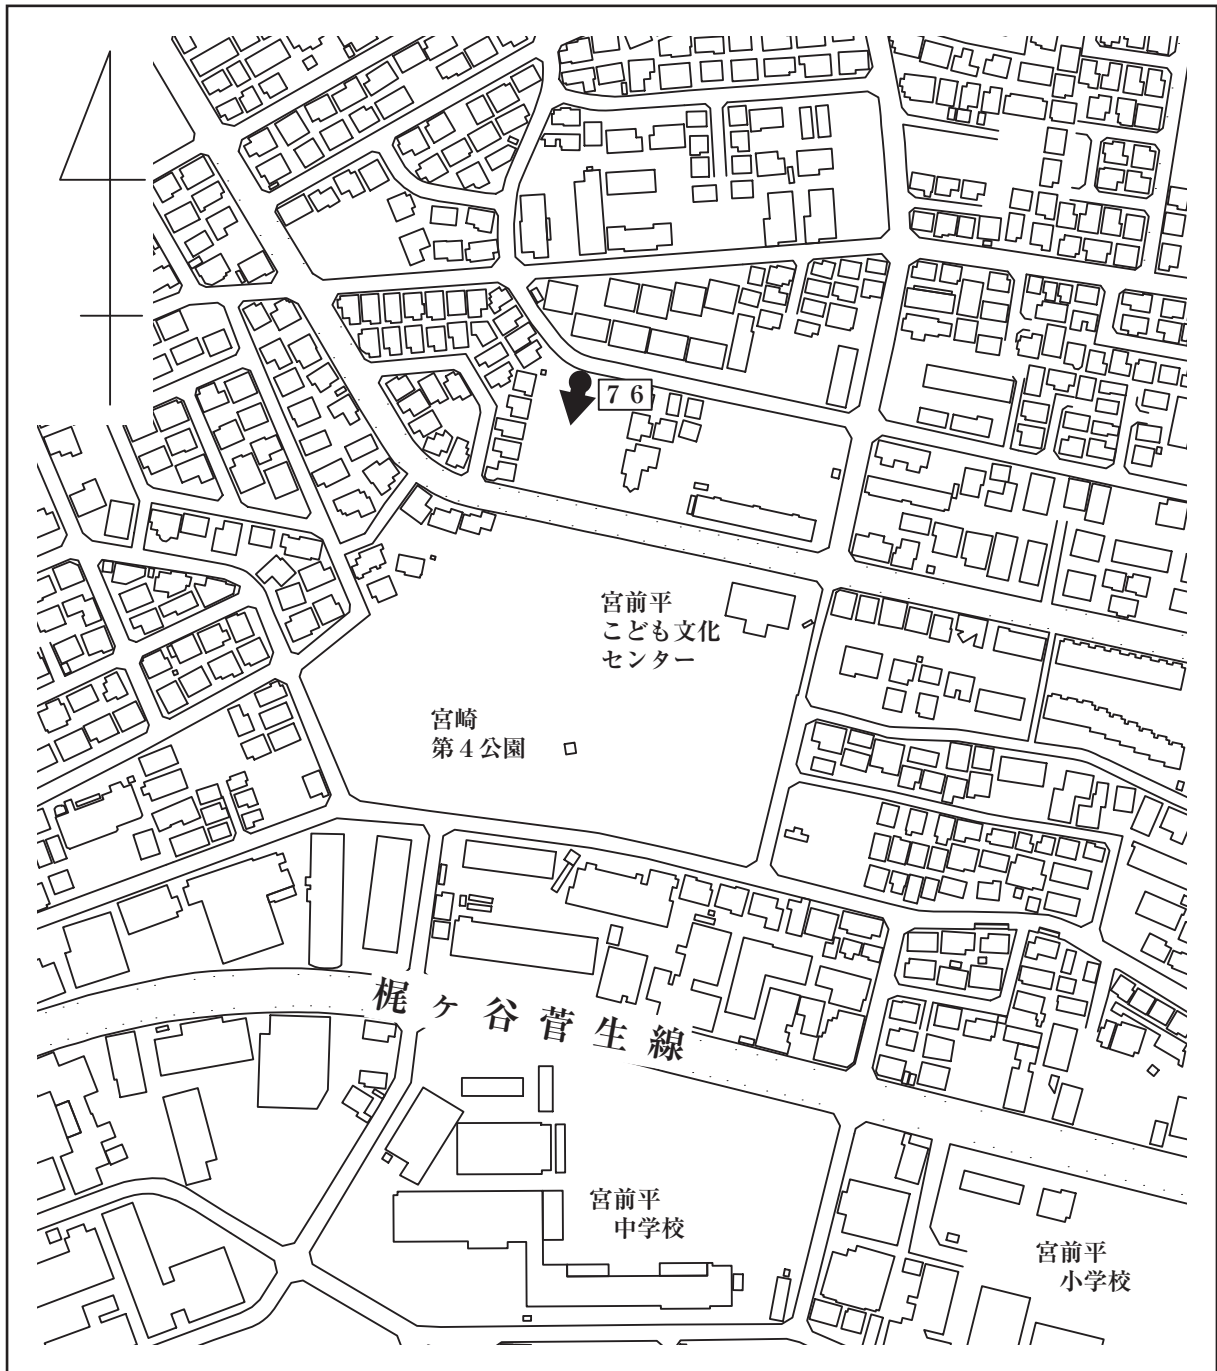 ７６
宮前平
こども文化
センター
宮崎
第４公園
梶ヶ谷菅生線
宮前平
中学校
宮前平
小学校